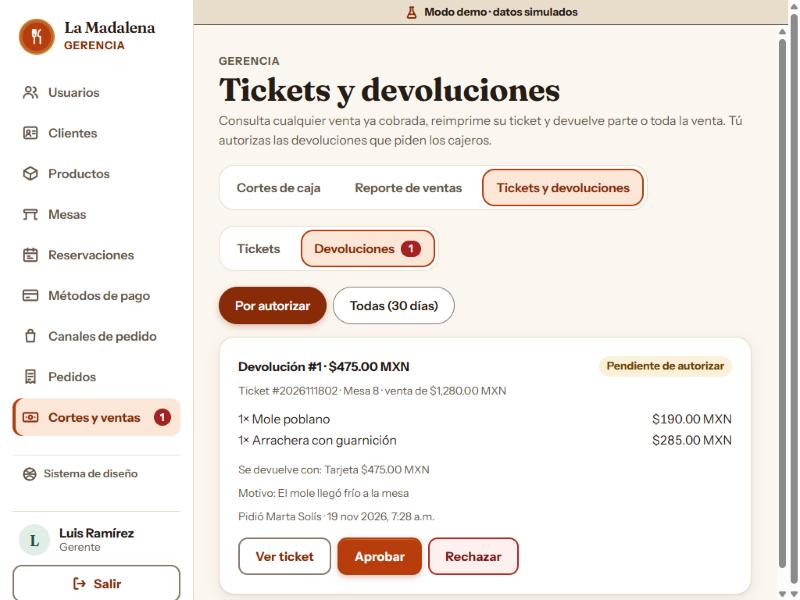 La Madalena
GERENCIA
Usuarios
Clientes
Productos
Mesas
Reservaciones
Métodos de pago
Canales de pedido
Pedidos
Cortes y ventas 1
Sistema de diseño
L
Luis Ramírez
Gerente
Salir
Modo demo · datos simulados
GERENCIA
Tickets y devoluciones
Consulta cualquier venta ya cobrada, reimprime su ticket y devuelve parte o toda la venta. Tú
autorizas las devoluciones que piden los cajeros.
Cortes de caja Reporte de ventas Tickets y devoluciones
Tickets Devoluciones 1
Por autorizar Todas (30 días)
Devolución #1 · $475.00 MXN Pendiente de autorizar
Ticket #2026111802 · Mesa 8 · venta de $1,280.00 MXN
1× Mole poblano $190.00 MXN
1× Arrachera con guarnición $285.00 MXN
Se devuelve con: Tarjeta $475.00 MXN
Motivo: El mole llegó frío a la mesa
Pidió Marta Solís · 19 nov 2026, 7:28 a.m.
Ver ticket Aprobar Rechazar